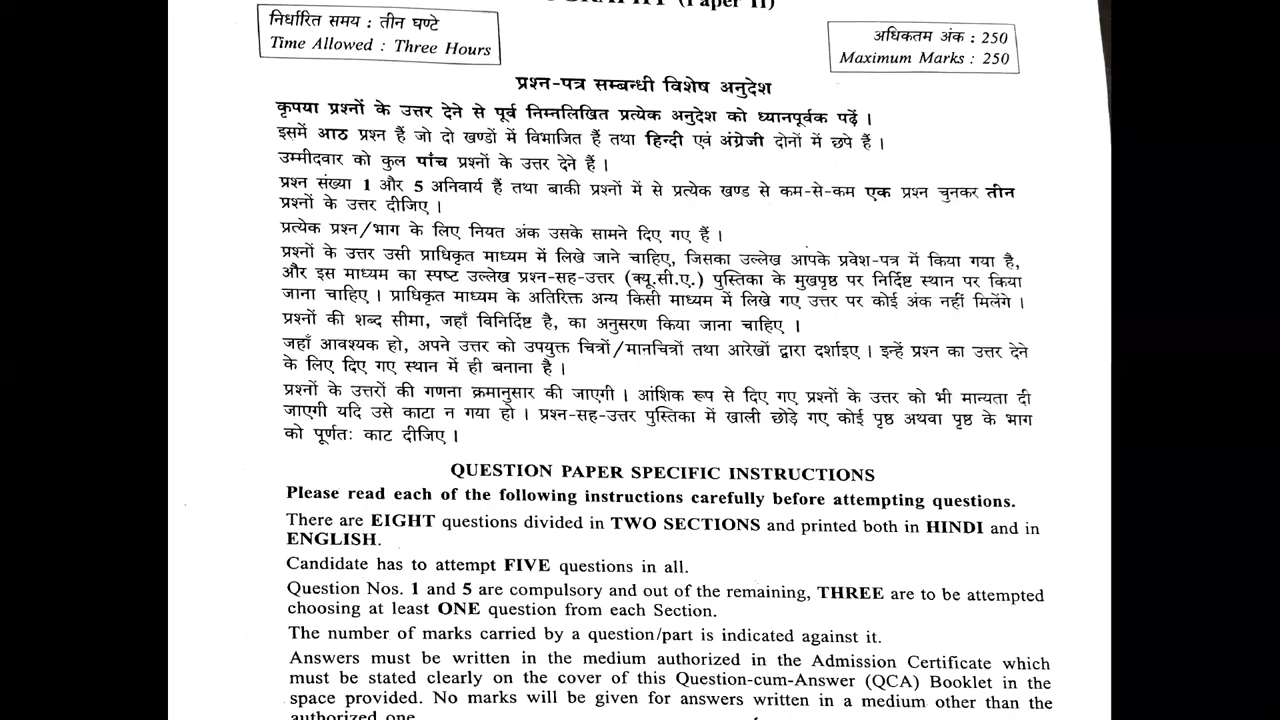 (Paper II)
निर्धारित समय : तीन घण्टे
Time Allowed : Three Hours
अधिकतम अंक : 250
Maximum Marks : 250
प्रश्न-पत्र सम्बन्धी विशेष अनुदेश
कृपया प्रश्नों के उत्तर देने से पूर्व निम्नलिखित प्रत्येक अनुदेश को ध्यानपूर्वक पढ़ें ।
इसमें आठ प्रश्न हैं जो दो खण्डों में विभाजित हैं तथा हिन्दी एवं अंग्रेजी दोनों में छपे हैं ।
उम्मीदवार को कुल पांच प्रश्नों के उत्तर देने हैं ।
प्रश्न संख्या 1 और 5 अनिवार्य हैं तथा बाकी प्रश्नों में से प्रत्येक खण्ड से कम-से-कम एक प्रश्न चुनकर तीन
प्रश्नों के उत्तर दीजिए ।
प्रत्येक प्रश्न/भाग के लिए नियत अंक उसके सामने दिए गए हैं ।
प्रश्नों के उत्तर उसी प्राधिकृत माध्यम में लिखे जाने चाहिए, जिसका उल्लेख आपके प्रवेश-पत्र में किया गया है,
और इस माध्यम का स्पष्ट उल्लेख प्रश्न-सह-उत्तर (क्यू.सी.ए.) पुस्तिका के मुखपृष्ठ पर निर्दिष्ट स्थान पर किया
जाना चाहिए । प्राधिकृत माध्यम के अतिरिक्त अन्य किसी माध्यम में लिखे गए उत्तर पर कोई अंक नहीं मिलेंगे ।
प्रश्नों की शब्द सीमा, जहाँ विनिर्दिष्ट है, का अनुसरण किया जाना चाहिए ।
जहाँ आवश्यक हो, अपने उत्तर को उपयुक्त चित्रों/मानचित्रों तथा आरेखों द्वारा दर्शाइए । इन्हें प्रश्न का उत्तर देने
के लिए दिए गए स्थान में ही बनाना है ।
प्रश्नों के उत्तरों की गणना क्रमानुसार की जाएगी । आंशिक रूप से दिए गए प्रश्नों के उत्तर को भी मान्यता दी
जाएगी यदि उसे काटा न गया हो । प्रश्न-सह-उत्तर पुस्तिका में खाली छोड़े गए कोई पृष्ठ अथवा पृष्ठ के भाग
को पूर्णतः काट दीजिए ।
QUESTION PAPER SPECIFIC INSTRUCTIONS
Please read each of the following instructions carefully before attempting questions.
There are EIGHT questions divided in TWO SECTIONS and printed both in HINDI and in
ENGLISH.
Candidate has to attempt FIVE questions in all.
Question Nos. 1 and 5 are compulsory and out of the remaining, THREE are to be attempted
choosing at least ONE question from each Section.
The number of marks carried by a question/part is indicated against it.
Answers must be written in the medium authorized in the Admission Certificate which
must be stated clearly on the cover of this Question-cum-Answer (QCA) Booklet in the
space provided. No marks will be given for answers written in a medium other than the
authorized one.